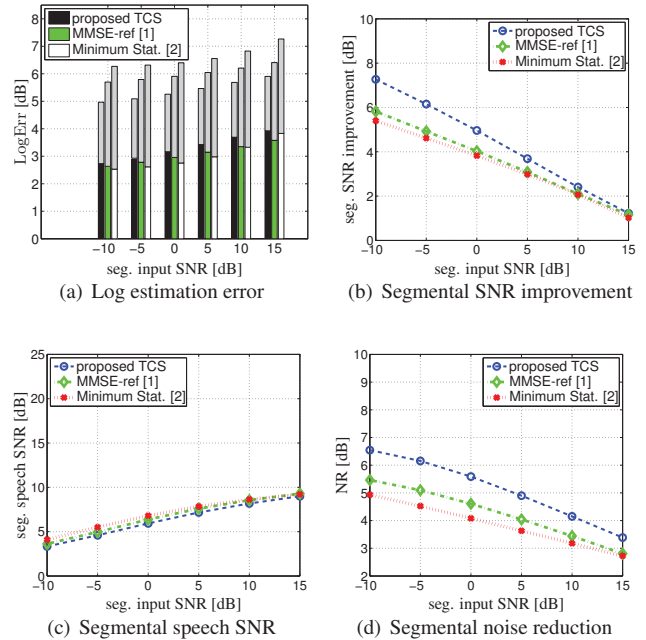 proposed TCS
MMSE-ref [1]
Minimum Stat. [2]
LogErr [dB]
8
7
6
5
4
3
2
1
0
−10 −5 0 5 10 15
seg. input SNR [dB]
(a) Log estimation error
proposed TCS
MMSE-ref [1]
Minimum Stat. [2]
seg. SNR improvement [dB]
10
8
6
4
2
0
−10 −5 0 5 10 15
seg. input SNR [dB]
(b) Segmental SNR improvement
proposed TCS
MMSE-ref [1]
Minimum Stat. [2]
seg. speech SNR [dB]
25
20
15
10
5
0
−10 −5 0 5 10 15
seg. input SNR [dB]
(c) Segmental speech SNR
proposed TCS
MMSE-ref [1]
Minimum Stat. [2]
NR [dB]
10
9
8
7
6
5
4
3
2
−10 −5 0 5 10 15
seg. input SNR [dB]
(d) Segmental noise reduction